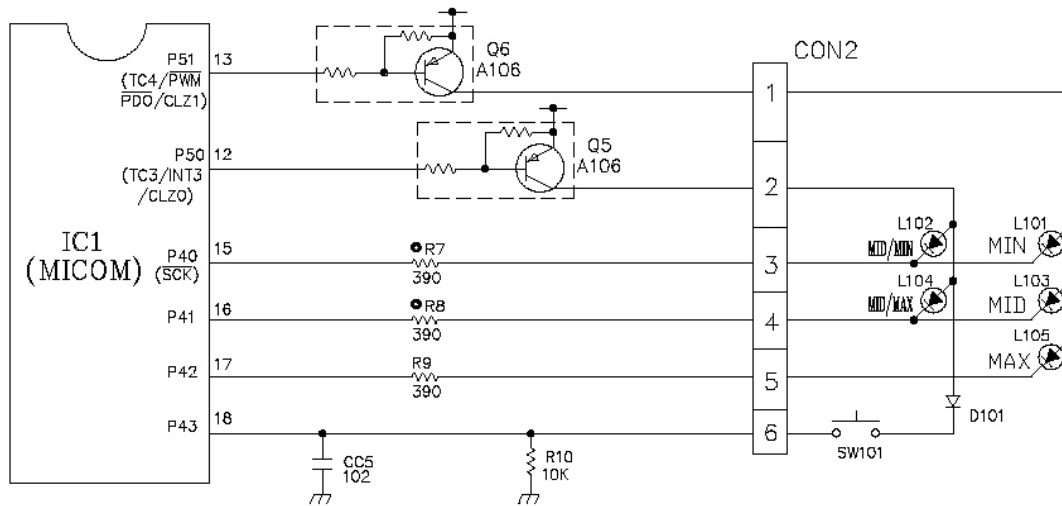 P51 13
(TC4/PWM
PDO/CLZ1)
Q6
A106
CON2
1
P50 12
(TC3/INT3
/CLZ0)
Q5
A106
2
IC1
(MICOM)
P40 15
(SCK)
R7
390
3
MID/MIN
L102
MIN
L101
P41 16
R8
390
4
MID/MAX
L104
MID
L103
P42 17
R9
390
5
MAX
L105
P43 18
6
SW101
D101
CC5
102
R10
10K